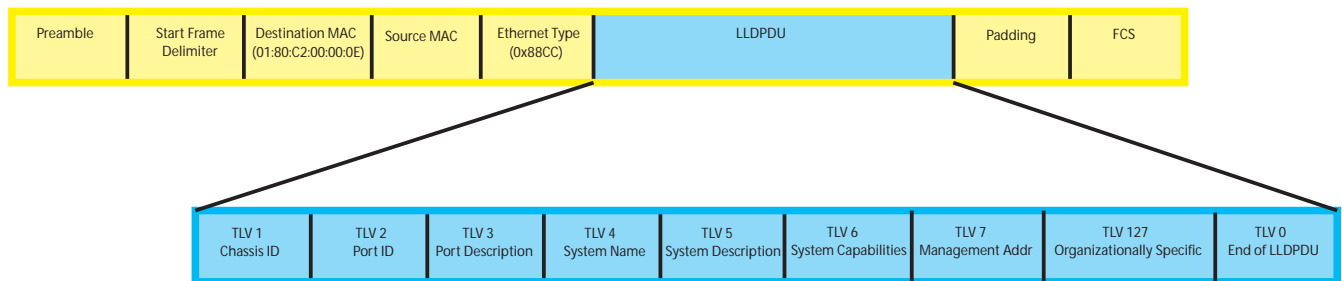 Preamble
Start Frame
Delimiter
Destination MAC
(01:80:C2:00:00:0E)
Source MAC
Ethernet Type
(0x88CC)
LLDPDU
Padding
FCS
TLV 1
Chassis ID
TLV 2
Port ID
TLV 3
Port Description
TLV 4
System Name
TLV 5
System Description
TLV 6
System Capabilities
TLV 7
Management Addr
TLV 127
Organizationally Specific
TLV 0
End of LLDPDU